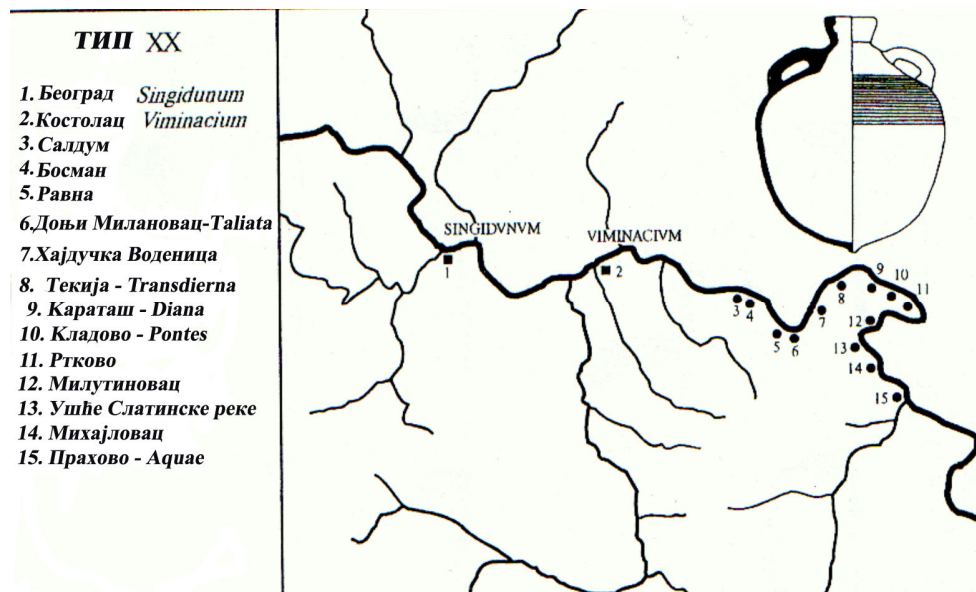 ТИП XX
1. Београд Singidunum
2. Костолац Viminacium
3. Салдум
4. Босман
5. Равна
6.Доњи Милановац-Taliata
7.Хајдучка Воденица
8. Текија - Transdierna
9. Караташ - Diana
10. Кладово - Pontes
11. Ртково
12. Милутиновац
13. Ушће Слатинске реке
14. Михајловац
15. Прахово - Aquae
SINGIDVNVM
VIMINACIVM
1
2
3
4
5
6
7
8
9
10
11
12
13
14
15